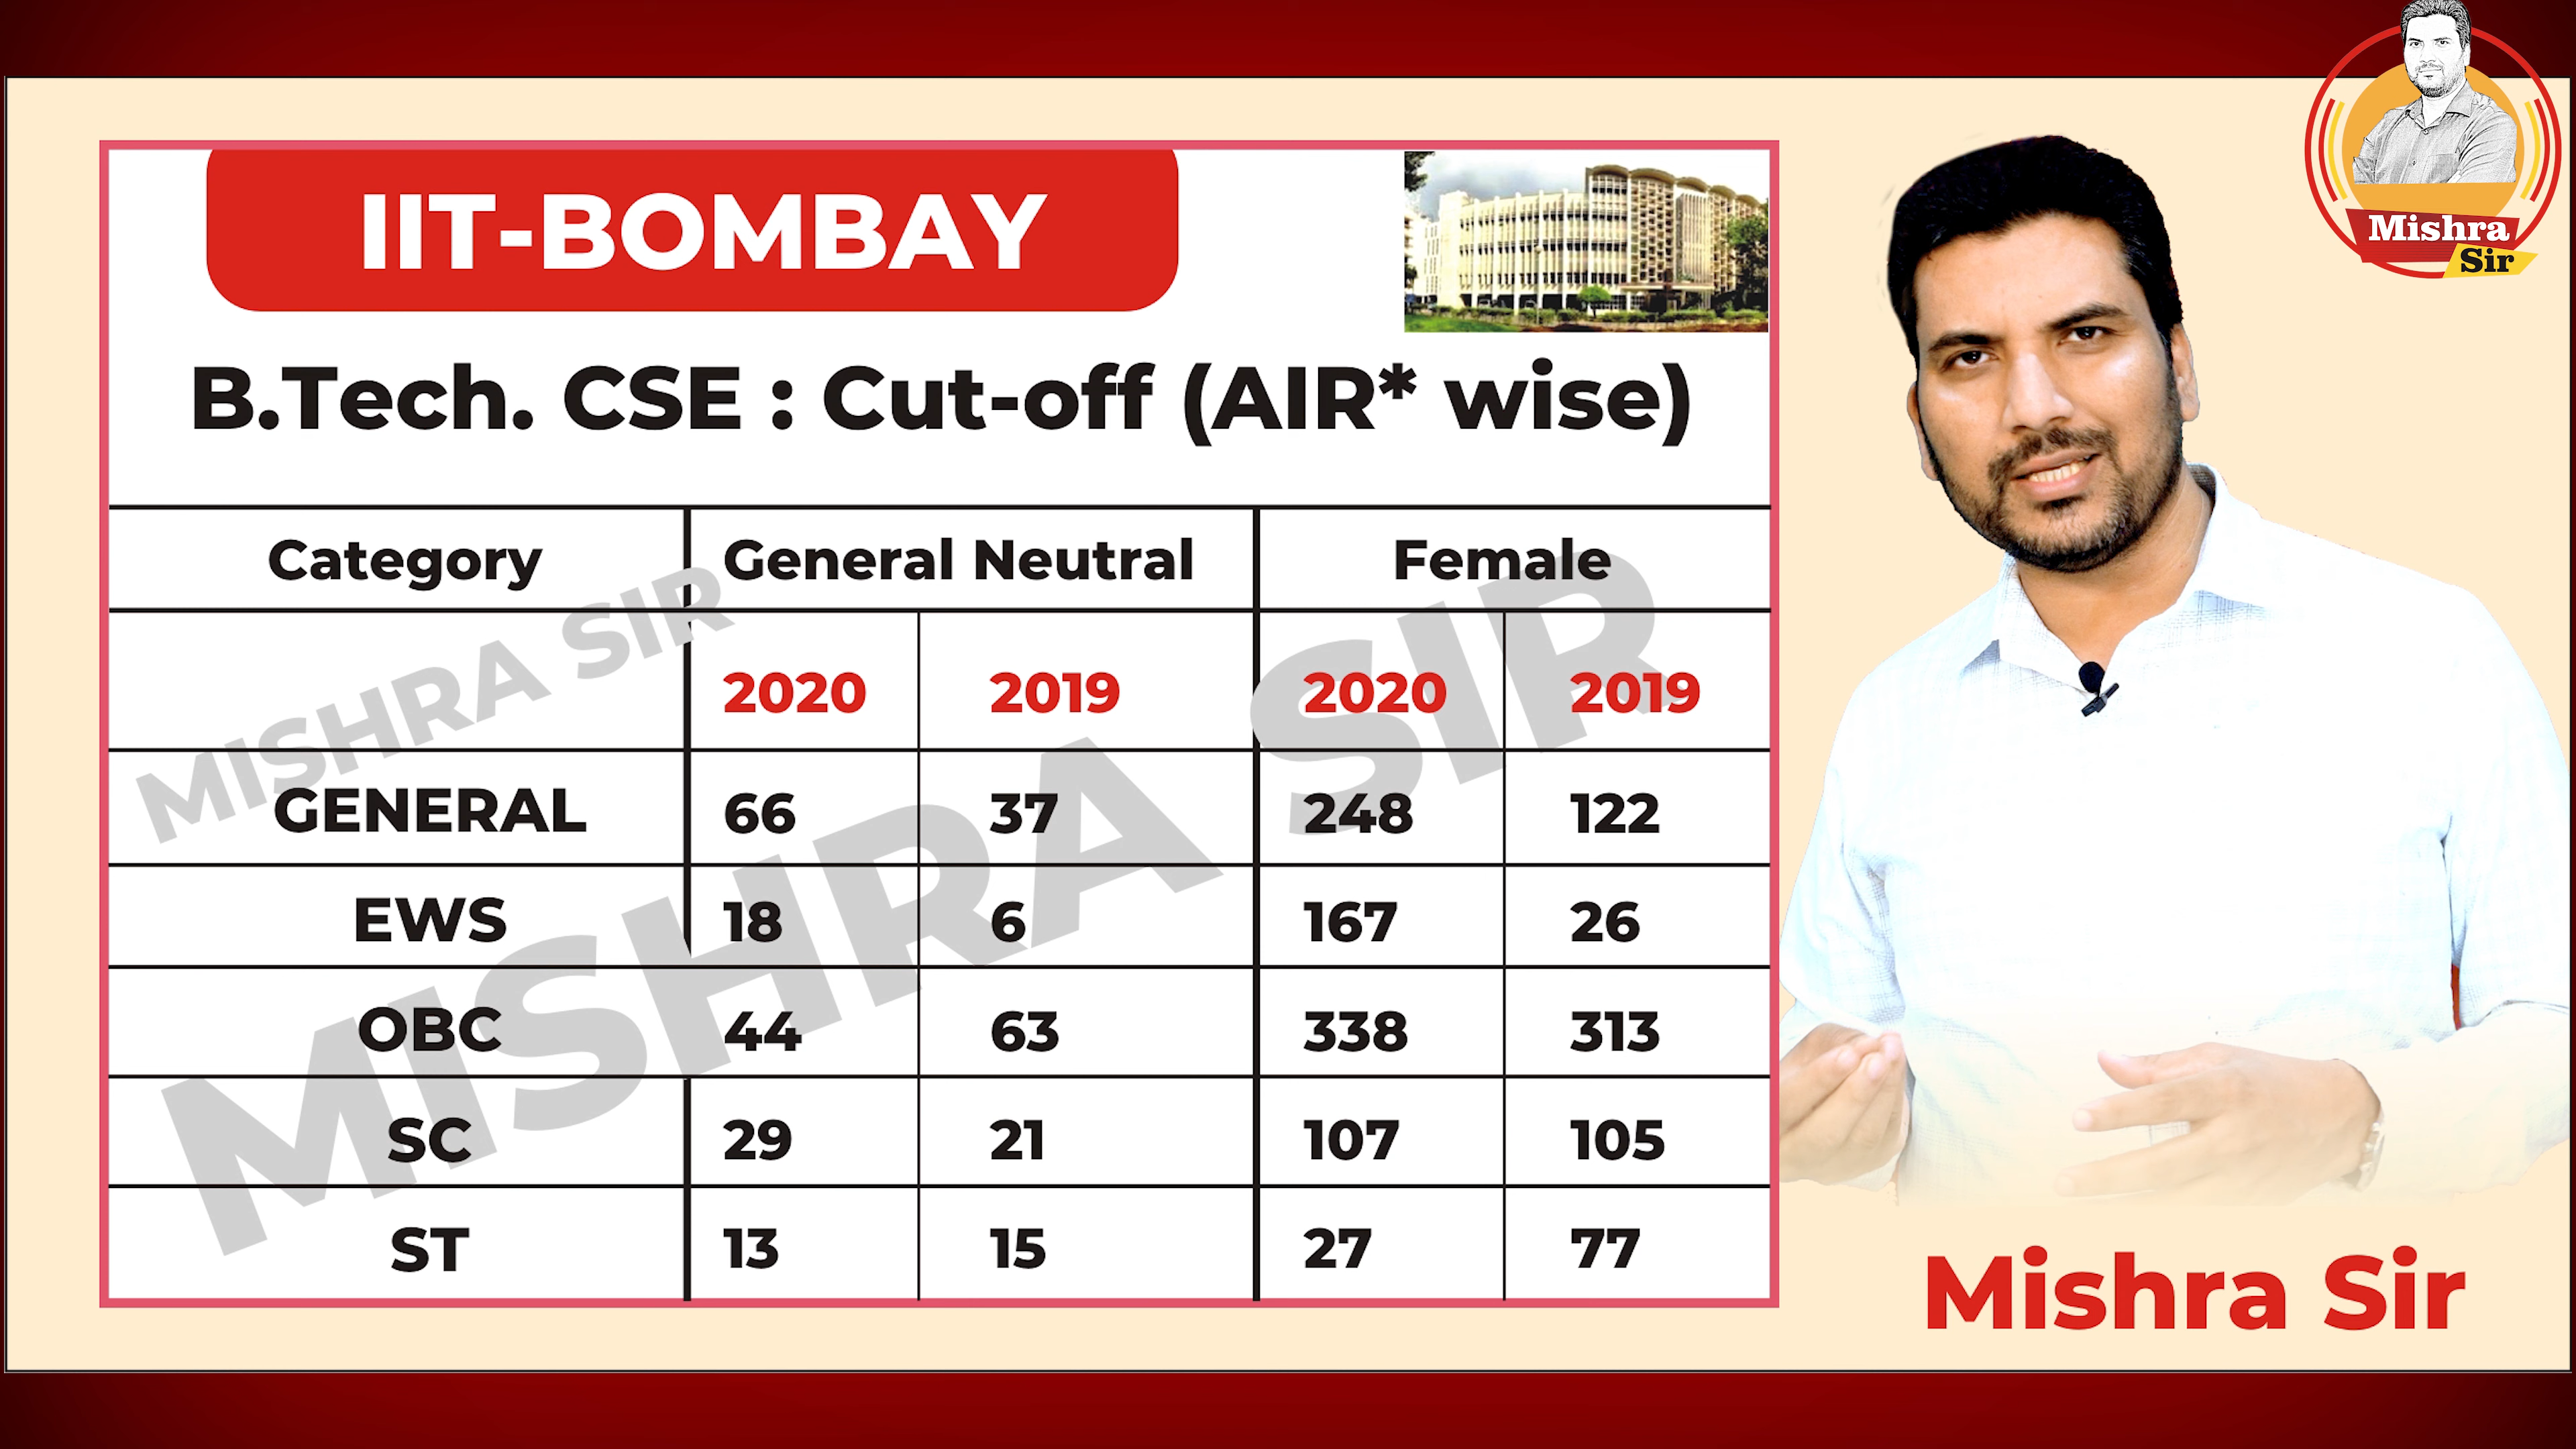 Mishra
Sir
IIT-BOMBAY
B.Tech. CSE : Cut-off (AIR* wise)
Category General Neutral Female
2020 2019 2020 2019
GENERAL 66 37 248 122
EWS 18 6 167 26
OBC 44 63 338 313
SC 29 21 107 105
ST 13 15 27 77
MISHRA SIR
MISHRA SIR
Mishra Sir